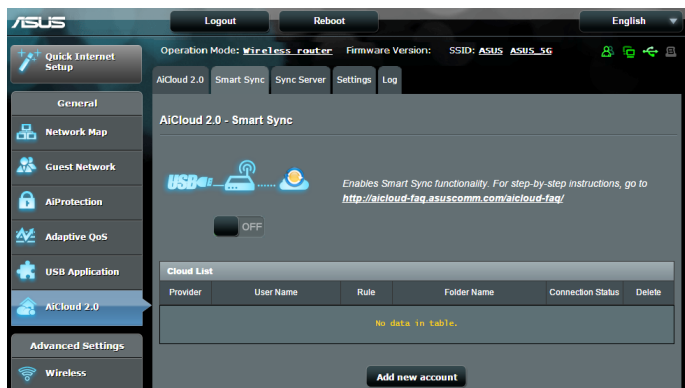 ASUS
Logout
Reboot
English
Quick Internet
Setup
Operation Mode: Wireless router Firmware Version: SSID: ASUS ASUS_5G
AiCloud 2.0 Smart Sync Sync Server Settings Log
General
Network Map
Guest Network
AiProtection
Adaptive QoS
USB Application
AiCloud 2.0
Advanced Settings
Wireless
AiCloud 2.0 - Smart Sync
USB
Enables Smart Sync functionality. For step-by-step instructions, go to
http://aicloud-faq.asuscomm.com/aicloud-faq/
OFF
Cloud List
Provider User Name Rule Folder Name Connection Status Delete
No data in table.
Add new account